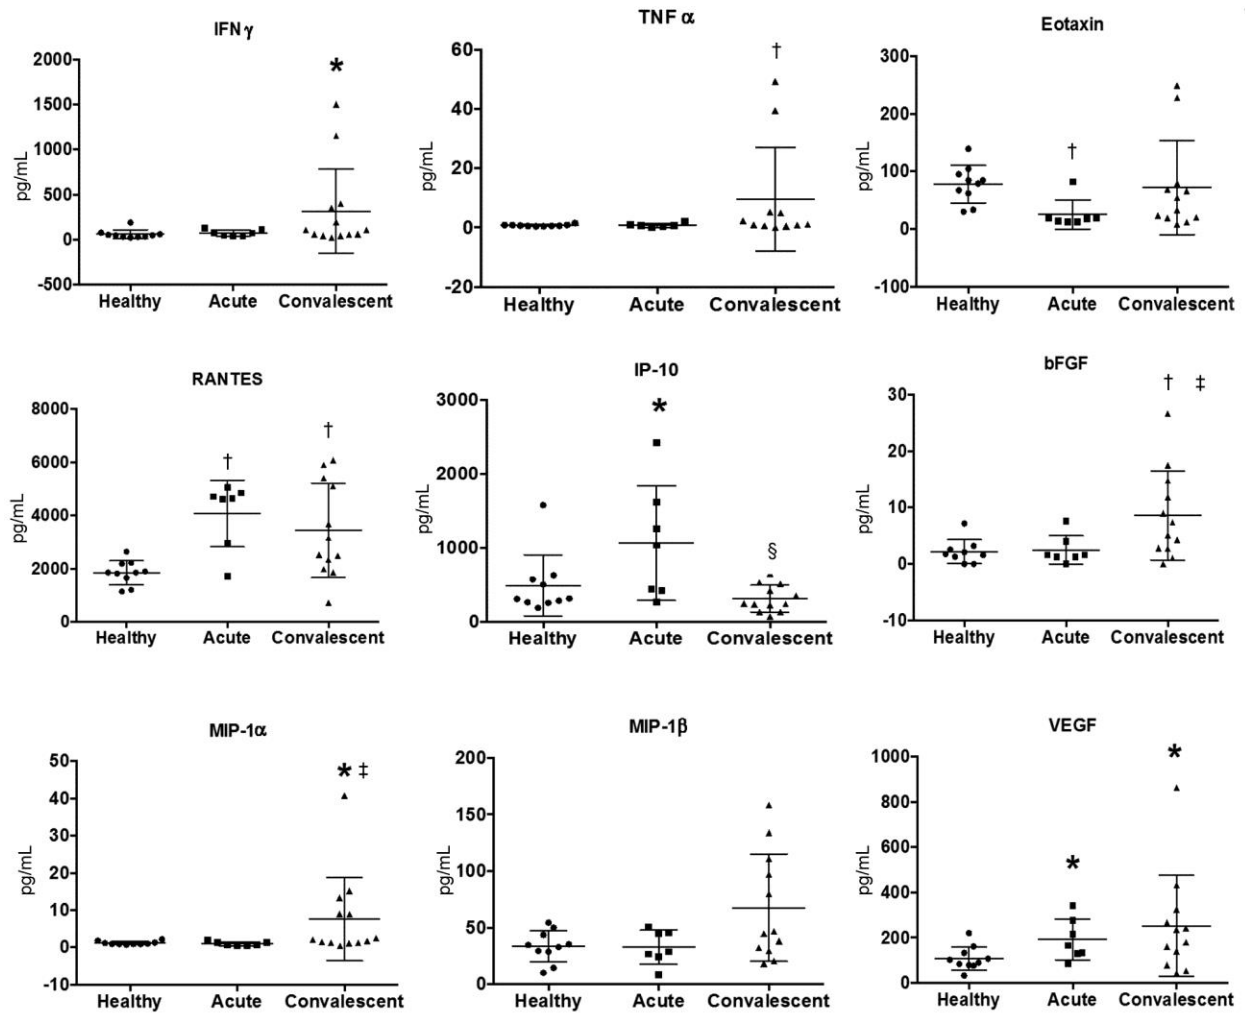 IFN γ
*
pg/mL
2000
1500
1000
500
0
-500
Healthy Acute Convalescent
TNF α
†
pg/mL
60
40
20
0
-20
Healthy Acute Convalescent
Eotaxin
†
pg/mL
300
200
100
0
-100
Healthy Acute Convalescent
RANTES
† †
pg/mL
8000
6000
4000
2000
0
Healthy Acute Convalescent
IP-10
* §
pg/mL
3000
2000
1000
0
Healthy Acute Convalescent
bFGF
† ‡
pg/mL
30
20
10
0
-10
Healthy Acute Convalescent
MIP-1α
* ‡
pg/mL
50
40
30
20
10
0
-10
Healthy Acute Convalescent
MIP-1β
pg/mL
200
150
100
50
0
Healthy Acute Convalescent
VEGF
* *
pg/mL
1000
800
600
400
200
0
Healthy Acute Convalescent